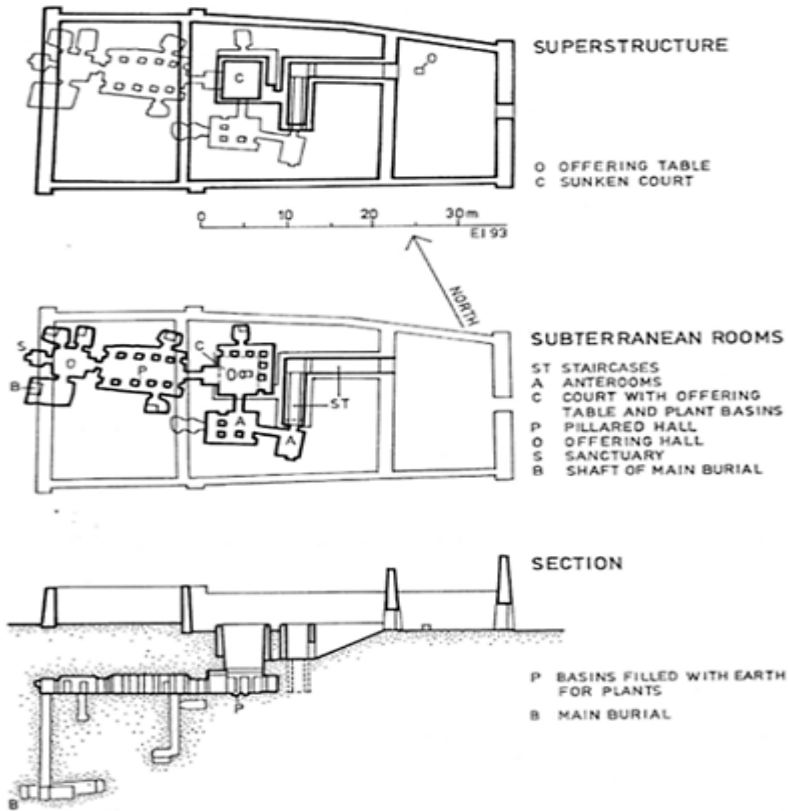 SUPERSTRUCTURE
C
O
O OFFERING TABLE
C SUNKEN COURT
0 10 20 30 m
EI 93
NORTH
SUBTERRANEAN ROOMS
S
O
P
C
O
B
ST
A
A
ST STAIRCASES
A ANTEROOMS
C COURT WITH OFFERING
TABLE AND PLANT BASINS
P PILLARED HALL
O OFFERING HALL
S SANCTUARY
B SHAFT OF MAIN BURIAL
SECTION
P BASINS FILLED WITH EARTH
FOR PLANTS
P
B MAIN BURIAL
B